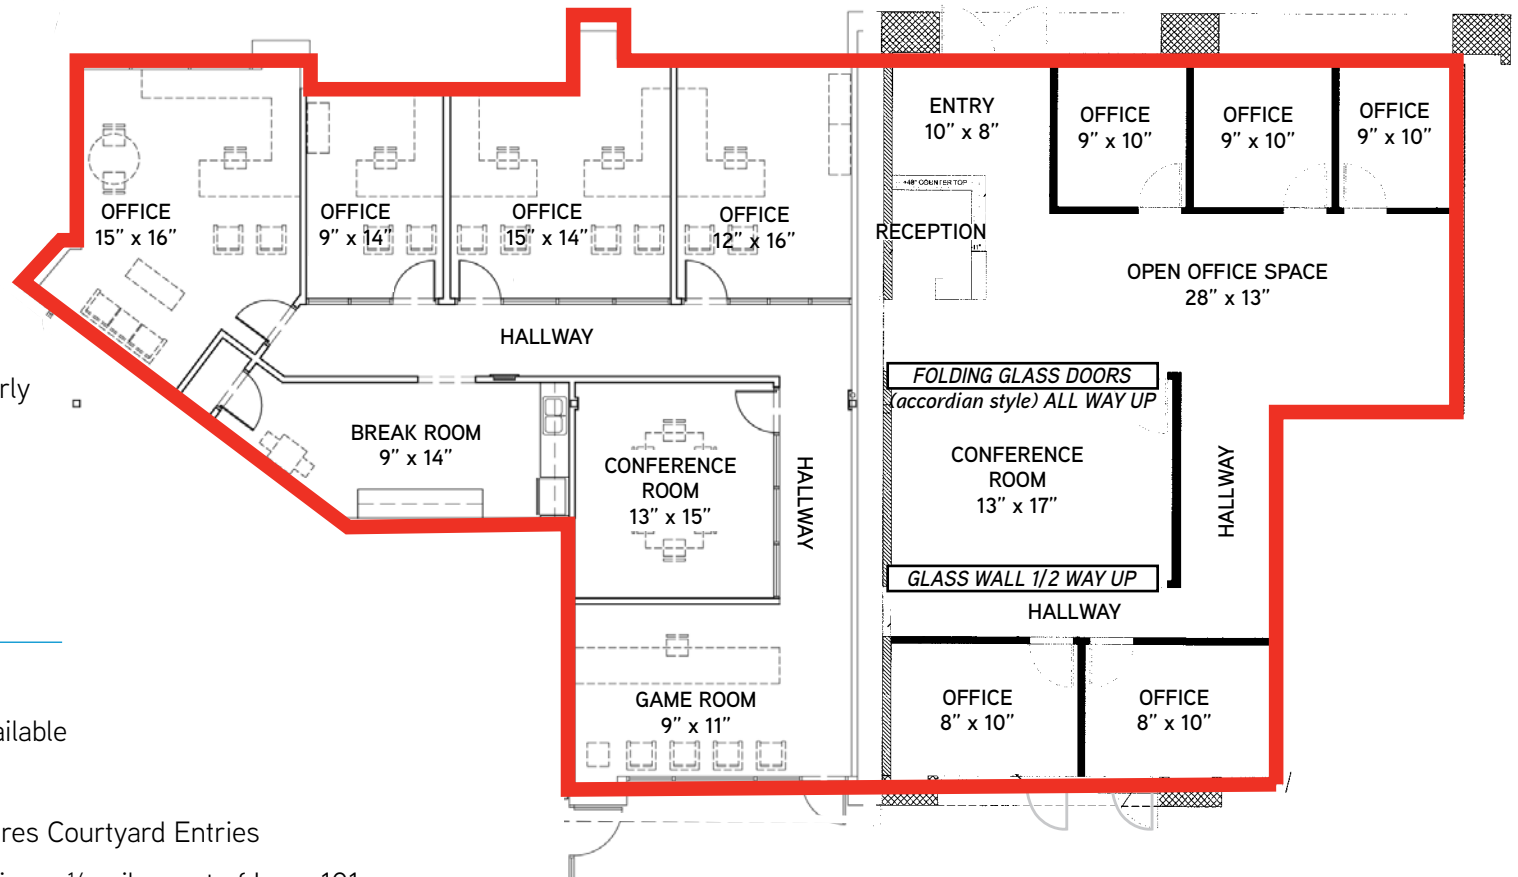 ENTRY
10” x 8”
OFFICE
9” x 10”
OFFICE
9” x 10”
OFFICE
9” x 10”
+48" COUNTER TOP
OFFICE
15” x 16”
OFFICE
9” x 14”
OFFICE
15” x 14”
OFFICE
12” x 16”
RECEPTION
OPEN OFFICE SPACE
28” x 13”
HALLWAY
FOLDING GLASS DOORS
(accordian style) ALL WAY UP
rly
BREAK ROOM
9” x 14”
CONFERENCE
ROOM
13” x 15”
HALLWAY
CONFERENCE
ROOM
13” x 17”
HALLWAY
GLASS WALL 1/2 WAY UP
HALLWAY
GAME ROOM
9” x 11”
OFFICE
8” x 10”
OFFICE
8” x 10”
ailable
res Courtyard Entries